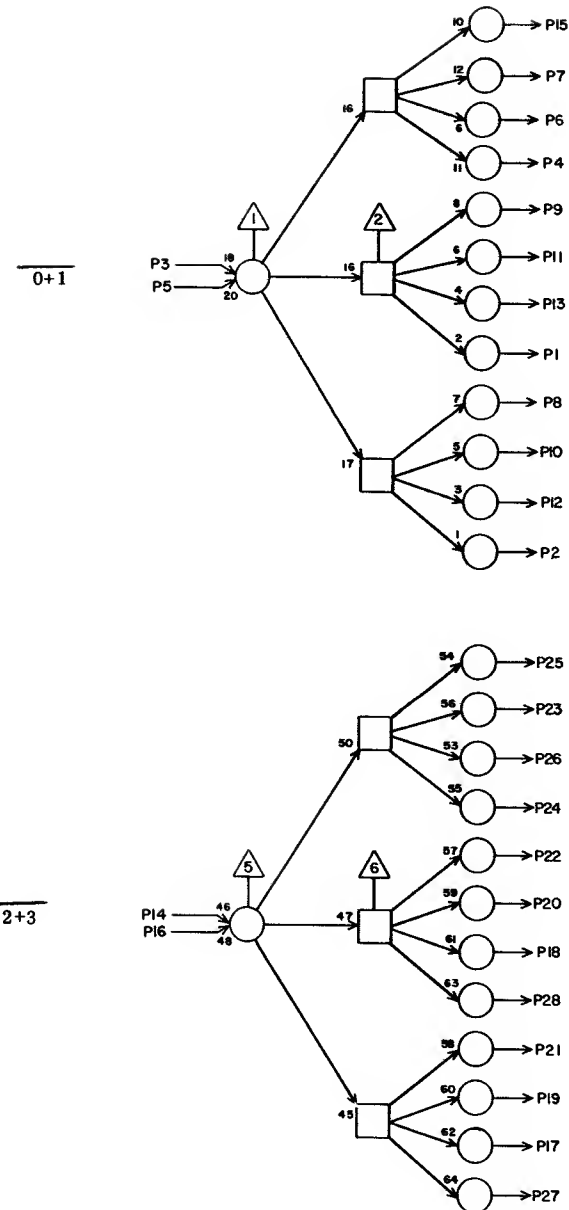 10 P15
12 P7
16 6 P6
11 P4
1 2 8 P9
P3 18 16 6 P11
0+1 P5 20 4 P13
2 P1
7 P8
17 5 P10
3 P12
1 P2
54 P25
56 P23
50 53 P26
55 P24
5 6 57 P22
P14 46 47 59 P20
2+3 P16 48 61 P18
63 P28
58 P21
45 60 P19
62 P17
64 P27